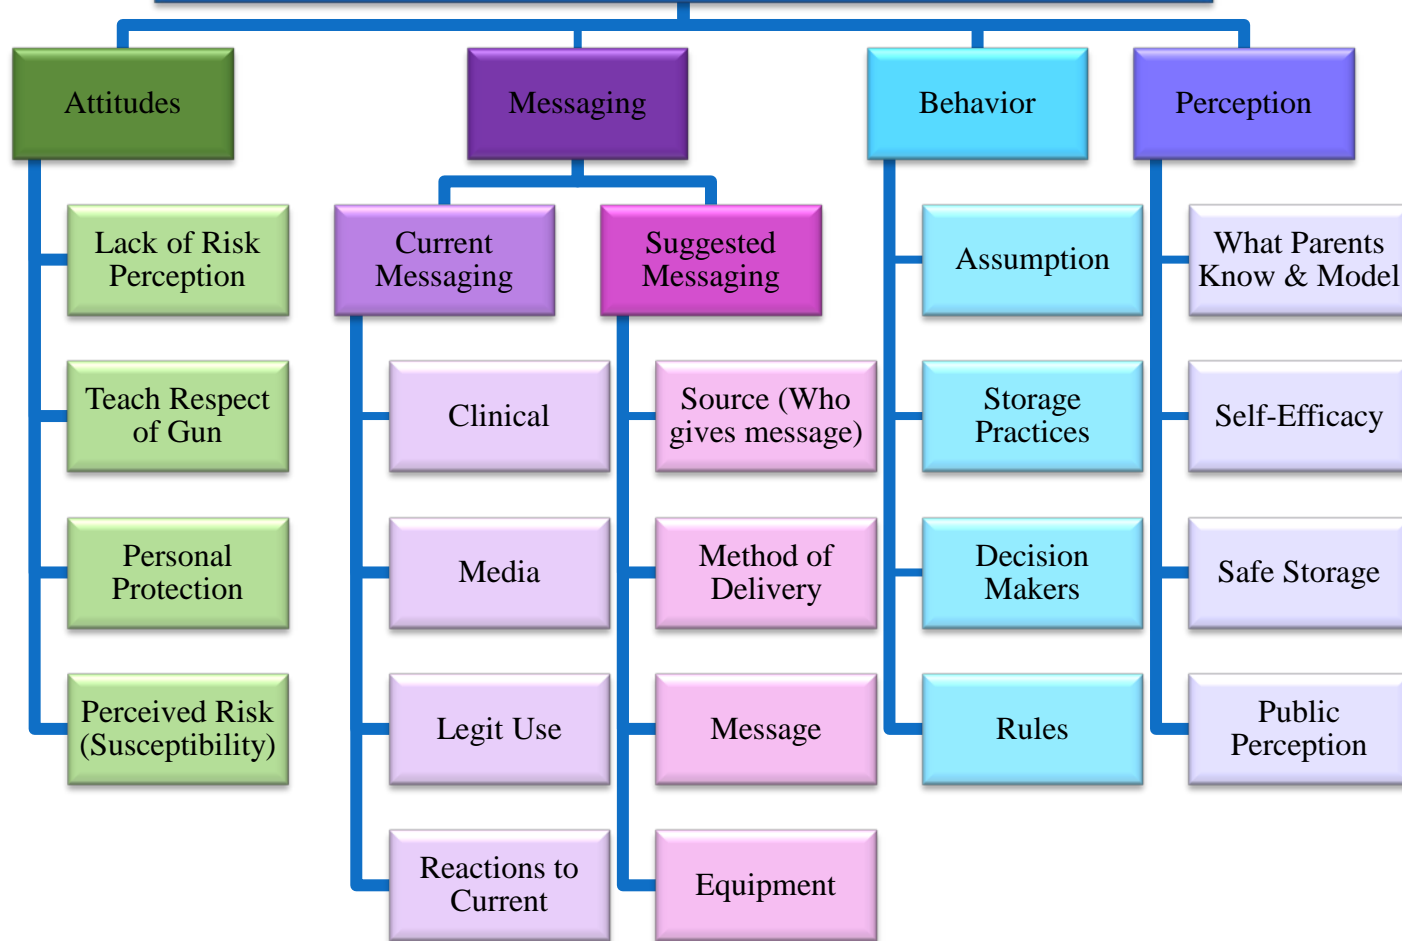 Attitudes
Messaging
Behavior
Perception
Lack of Risk
Perception
Current
Messaging
Suggested
Messaging
Assumption
What Parents
Know & Model
Teach Respect
of Gun
Clinical
Source (Who
gives message)
Storage
Practices
Self-Efficacy
Personal
Protection
Media
Method of
Delivery
Decision
Makers
Safe Storage
Perceived Risk
(Susceptibility)
Legit Use
Message
Rules
Public
Perception
Reactions to
Current
Equipment